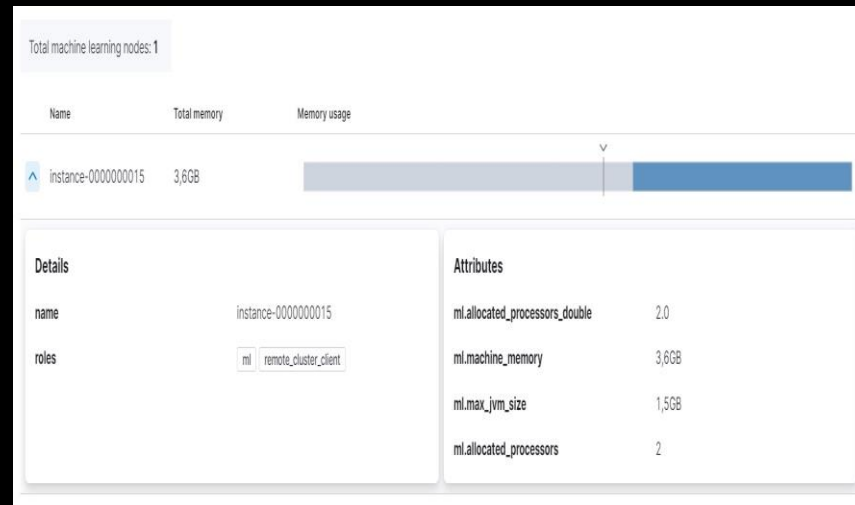 Total machine learning nodes: 1
Name Total memory Memory usage
instance-0000000015 3,6GB
Details
name instance-0000000015
roles ml remote_cluster_client
Attributes
ml.allocated_processors_double 2.0
ml.machine_memory 3,6GB
ml.max_jvm_size 1,5GB
ml.allocated_processors 2